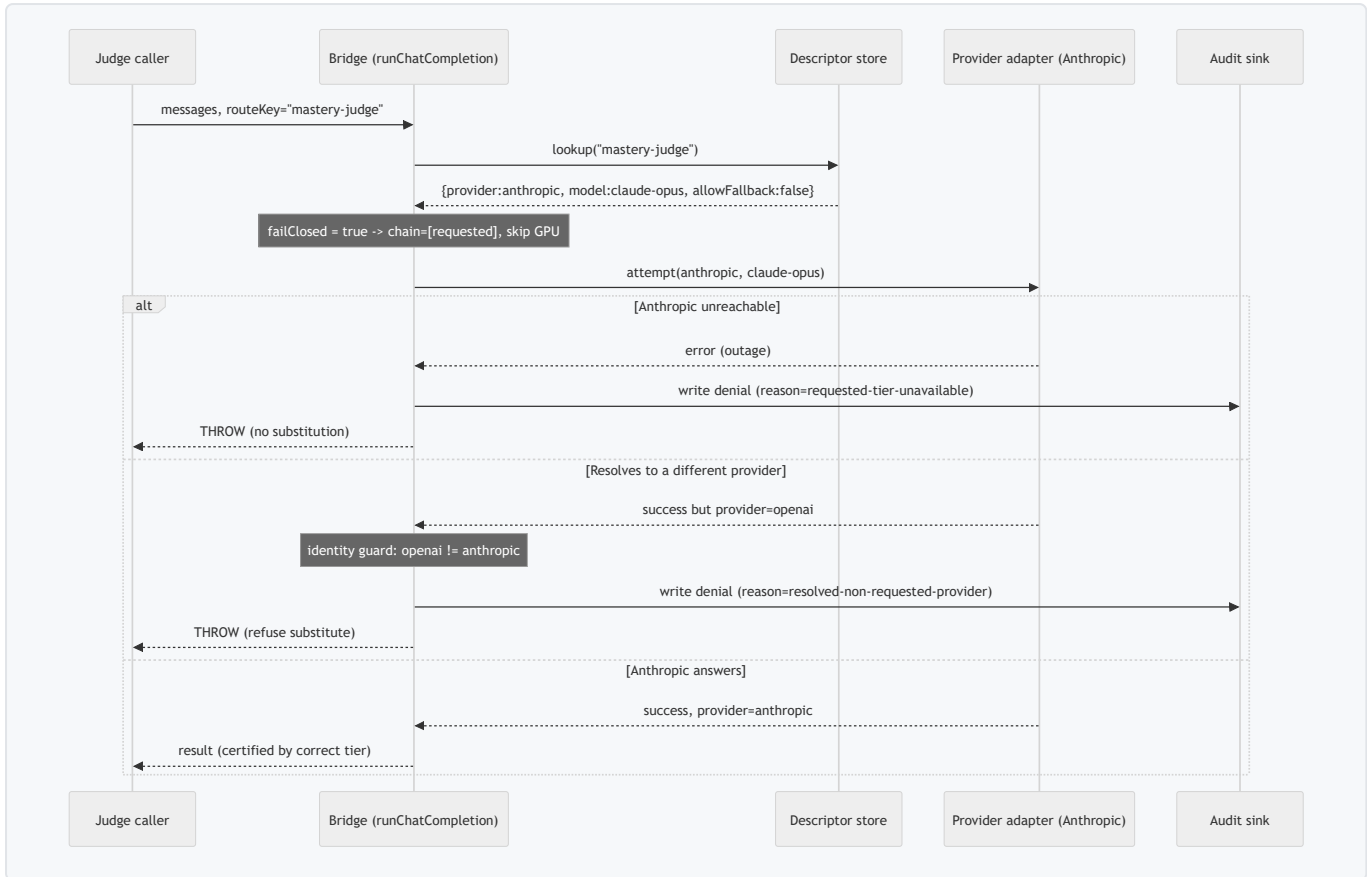 Judge caller
Bridge (runChatCompletion)
Descriptor store
Provider adapter (Anthropic)
Audit sink
messages, routeKey="mastery-judge"
lookup("mastery-judge")
{provider:anthropic, model:claude-opus, allowFallback:false}
failClosed = true -> chain=[requested], skip GPU
attempt(anthropic, claude-opus)
alt
[Anthropic unreachable]
error (outage)
write denial (reason=requested-tier-unavailable)
THROW (no substitution)
[Resolves to a different provider]
success but provider=openai
identity guard: openai != anthropic
write denial (reason=resolved-non-requested-provider)
THROW (refuse substitute)
[Anthropic answers]
success, provider=anthropic
result (certified by correct tier)
Judge caller
Bridge (runChatCompletion)
Descriptor store
Provider adapter (Anthropic)
Audit sink